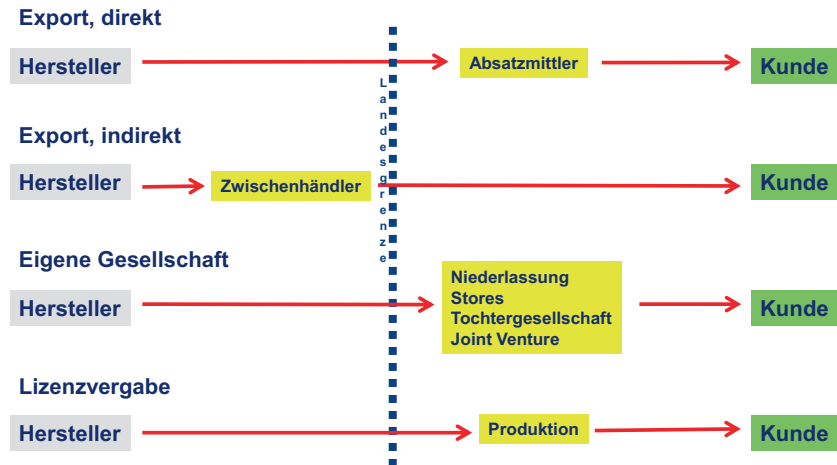 Export, direkt
Hersteller
Absatzmittler
Kunde
Landesgrenze
Export, indirekt
Hersteller
Zwischenhändler
Kunde
Eigene Gesellschaft
Hersteller
Niederlassung
Stores
Tochtergesellschaft
Joint Venture
Kunde
Lizenzvergabe
Hersteller
Produktion
Kunde